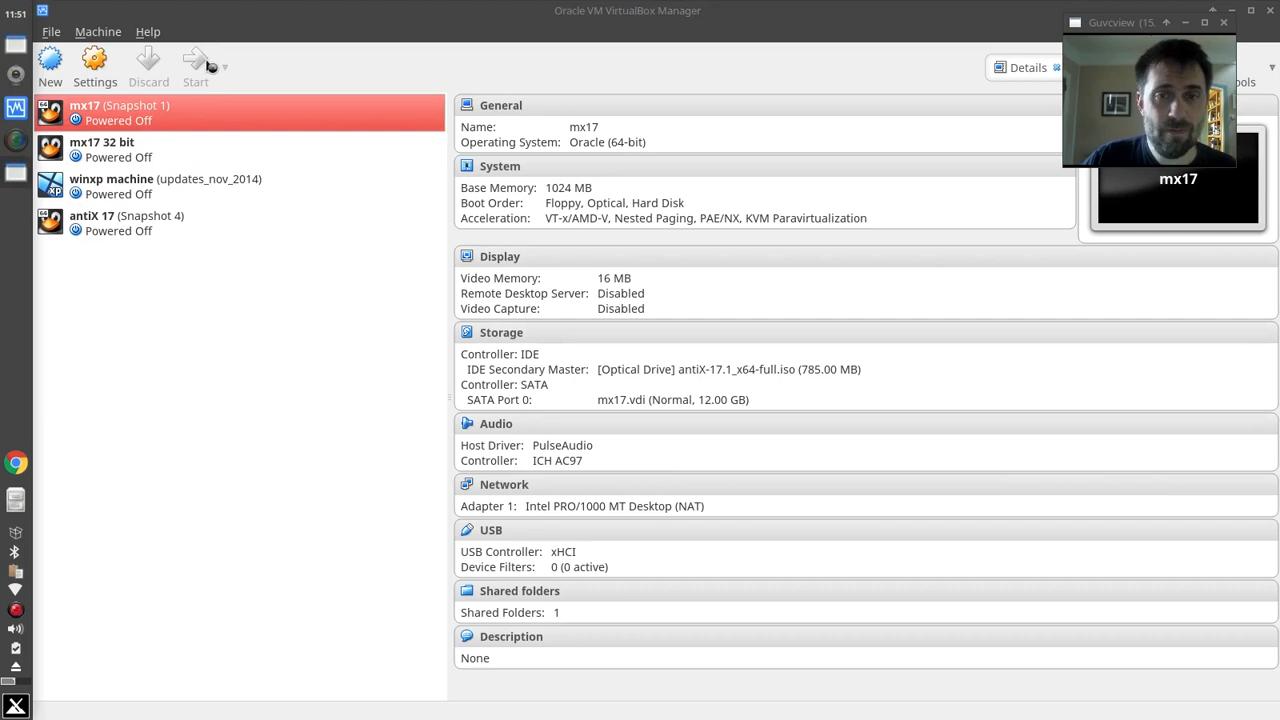 11:51
Oracle VM VirtualBox Manager
File Machine Help
Guvcview (15.
New Settings Discard Start
Details
ools
mx17 (Snapshot 1)
Powered Off
mx17 32 bit
Powered Off
winxp machine (updates_nov_2014)
Powered Off
antiX 17 (Snapshot 4)
Powered Off
General
Name: mx17
Operating System: Oracle (64-bit)
System
Base Memory: 1024 MB
Boot Order: Floppy, Optical, Hard Disk
Acceleration: VT-x/AMD-V, Nested Paging, PAE/NX, KVM Paravirtualization
mx17
Display
Video Memory: 16 MB
Remote Desktop Server: Disabled
Video Capture: Disabled
Storage
Controller: IDE
IDE Secondary Master: [Optical Drive] antiX-17.1_x64-full.iso (785.00 MB)
Controller: SATA
SATA Port 0: mx17.vdi (Normal, 12.00 GB)
Audio
Host Driver: PulseAudio
Controller: ICH AC97
Network
Adapter 1: Intel PRO/1000 MT Desktop (NAT)
USB
USB Controller: xHCI
Device Filters: 0 (0 active)
Shared folders
Shared Folders: 1
Description
None